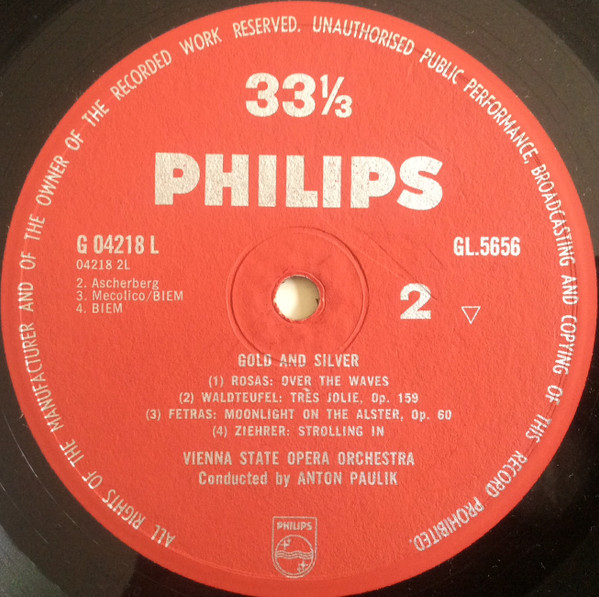 ALL RIGHTS OF THE MANUFACTURER AND OF THE OWNER OF THE RECORDED WORK RESERVED. UNAUTHORISED PUBLIC PERFORMANCE, BROADCASTING AND COPYING OF THIS RECORD PROHIBITED.
33⅓
PHILIPS
G 04218 L
GL.5656
04218 2L
2. Ascherberg
3. Mecolico/BIEM
4. BIEM
2 ▽
GOLD AND SILVER
(1) ROSAS: OVER THE WAVES
(2) WALDTEUFEL: TRÈS JOLIE, Op. 159
(3) FETRAS: MOONLIGHT ON THE ALSTER, Op. 60
(4) ZIEHRER: STROLLING IN
VIENNA STATE OPERA ORCHESTRA
Conducted by ANTON PAULIK
PHILIPS